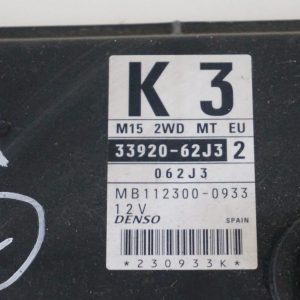 K 3
M15 2WD MT EU
33920-62J3 2
062J3
MB112300-0933
12V
DENSO SPAIN
*230933K*